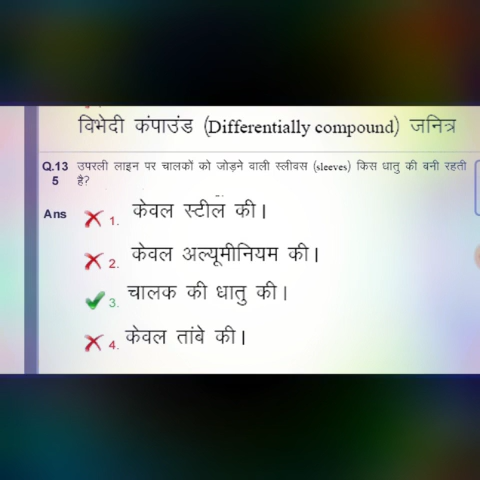 विभेदी कंपाउंड (Differentially compound) जनित्र
Q.13 उपरली लाइन पर चालकों को जोड़ने वाली स्लीवस (sleeves) किस धातु की बनी रहती
5 है?
Ans
1. केवल स्टील की।
2. केवल अल्यूमीनियम की।
3. चालक की धातु की।
4. केवल तांबे की।